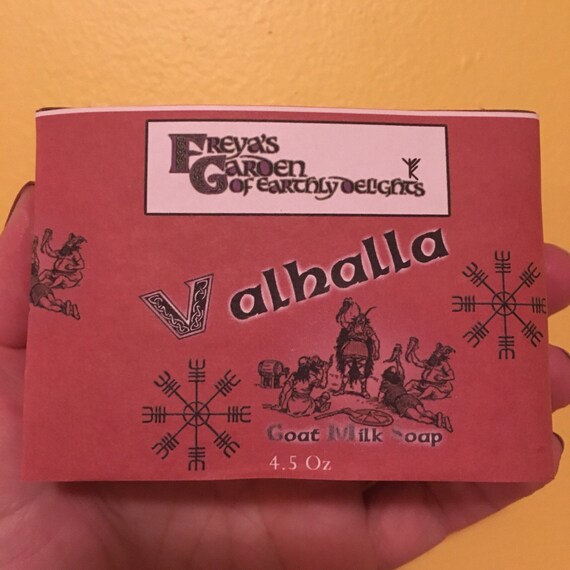 Freya's
Garden
of Earthly Delights
Valhalla
Goat Milk Soap
4.5 Oz